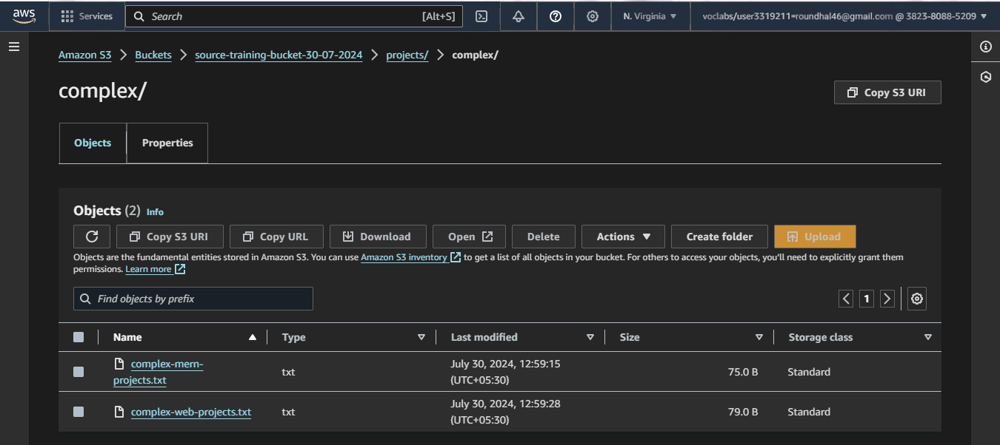 aws Services Search [Alt+S] N. Virginia voclabs/user3319211=roundhal46@gmail.com @ 3823-8088-5209
Amazon S3 Buckets source-training-bucket-30-07-2024 projects/ complex/
complex/
Copy S3 URI
Objects Properties
Objects (2) Info
Copy S3 URI Copy URL Download Open Delete Actions Create folder Upload
Objects are the fundamental entities stored in Amazon S3. You can use Amazon S3 inventory to get a list of all objects in your bucket. For others to access your objects, you'll need to explicitly grant them
permissions. Learn more
Find objects by prefix
1
Name Type Last modified Size Storage class
complex-mern-
projects.txt
txt
July 30, 2024, 12:59:15
(UTC+05:30)
75.0 B
Standard
complex-web-projects.txt
txt
July 30, 2024, 12:59:28
(UTC+05:30)
79.0 B
Standard